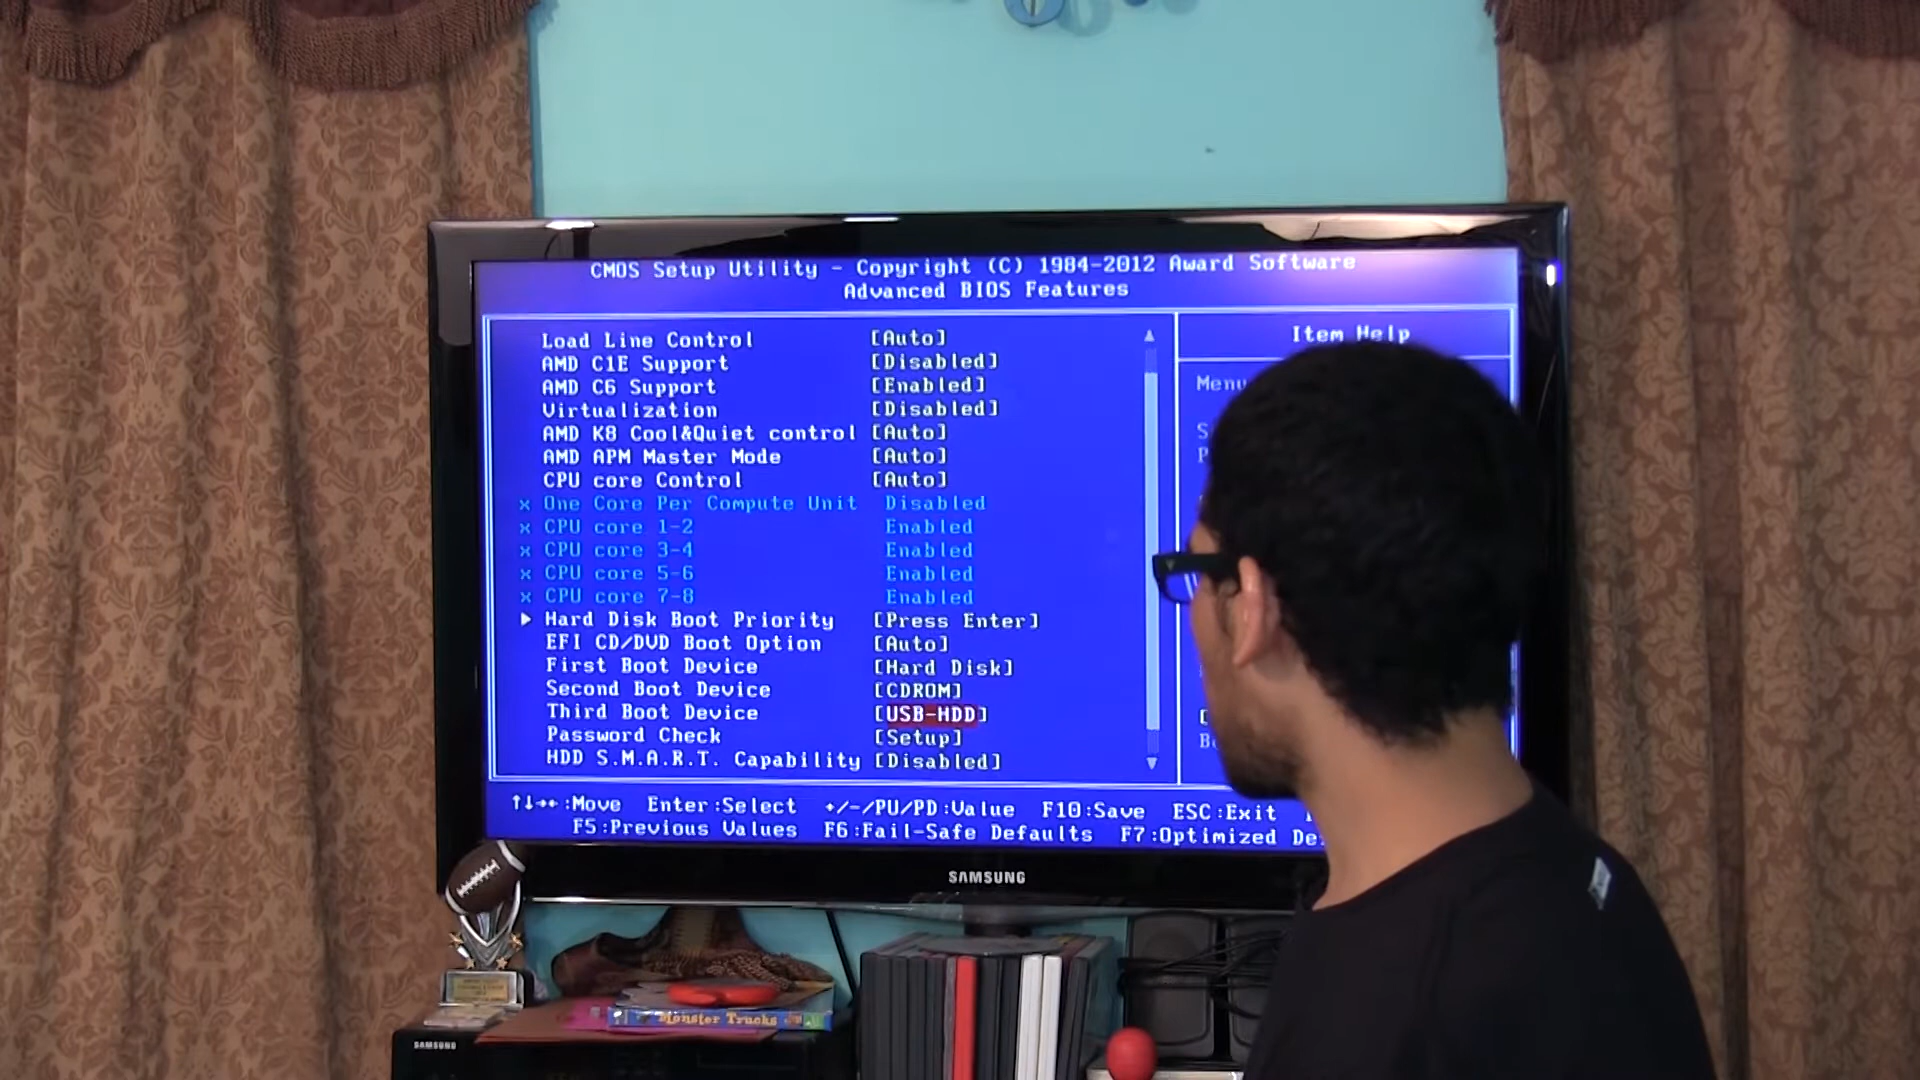 CMOS Setup Utility - Copyright (C) 1984-2012 Award Software
Advanced BIOS Features
Item Help
Load Line Control [Auto]
AMD C1E Support [Disabled]
AMD C6 Support [Enabled]
Virtualization [Disabled]
AMD K8 Cool&Quiet control [Auto]
AMD APM Master Mode [Auto]
CPU core Control [Auto]
x One Core Per Compute Unit Disabled
x CPU core 1-2 Enabled
x CPU core 3-4 Enabled
x CPU core 5-6 Enabled
x CPU core 7-8 Enabled
▶ Hard Disk Boot Priority [Press Enter]
EFI CD/DVD Boot Option [Auto]
First Boot Device [Hard Disk]
Second Boot Device [CDROM]
Third Boot Device [USB-HDD]
Password Check [Setup]
HDD S.M.A.R.T. Capability [Disabled]
Menu
↑↓→←:Move Enter:Select +/-/PU/PD:Value F10:Save ESC:Exit
F5:Previous Values F6:Fail-Safe Defaults F7:Optimized De
SAMSUNG
Monster Trucks
SAMSUNG